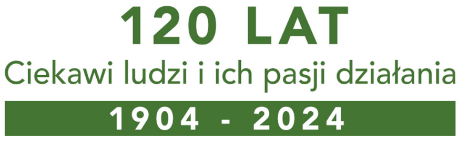 120 LAT
Ciekawi ludzi i ich pasji działania
1904 - 2024